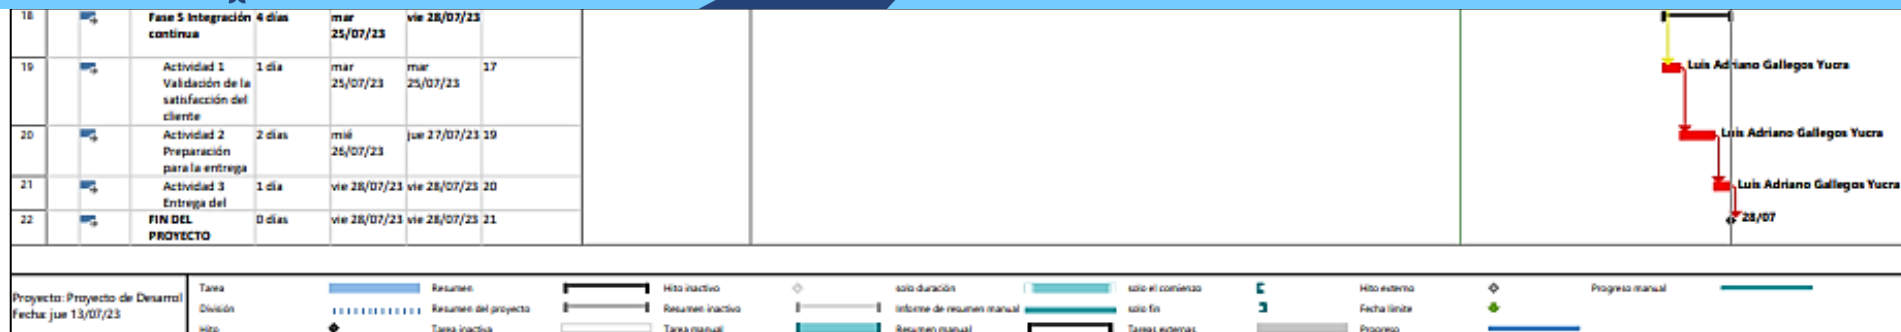 18 Fase 5 Integración 4 días mar vie 28/07/23
continua 25/07/23
19 Actividad 1 1 día mar mar 17 Luis Adriano Gallegos Yucra
Validación de la 25/07/23 25/07/23
satisfacción del
cliente
20 Actividad 2 2 días mié jue 27/07/23 19 Luis Adriano Gallegos Yucra
Preparación 26/07/23
para la entrega
21 Actividad 3 1 día vie 28/07/23 vie 28/07/23 20 Luis Adriano Gallegos Yucra
Entrega del
22 FIN DEL 0 días vie 28/07/23 vie 28/07/23 21 28/07
PROYECTO
Proyecto: Proyecto de Desarrol
Fecha: jue 13/07/23
Tarea Resumen Hito inactivo solo duración solo el comienzo Hito externo Progreso manual
División Resumen del proyecto Resumen inactivo Informe de resumen manual solo fin Fecha límite
Hito Tarea inactiva Tarea manual Resumen manual Tareas externas Progreso